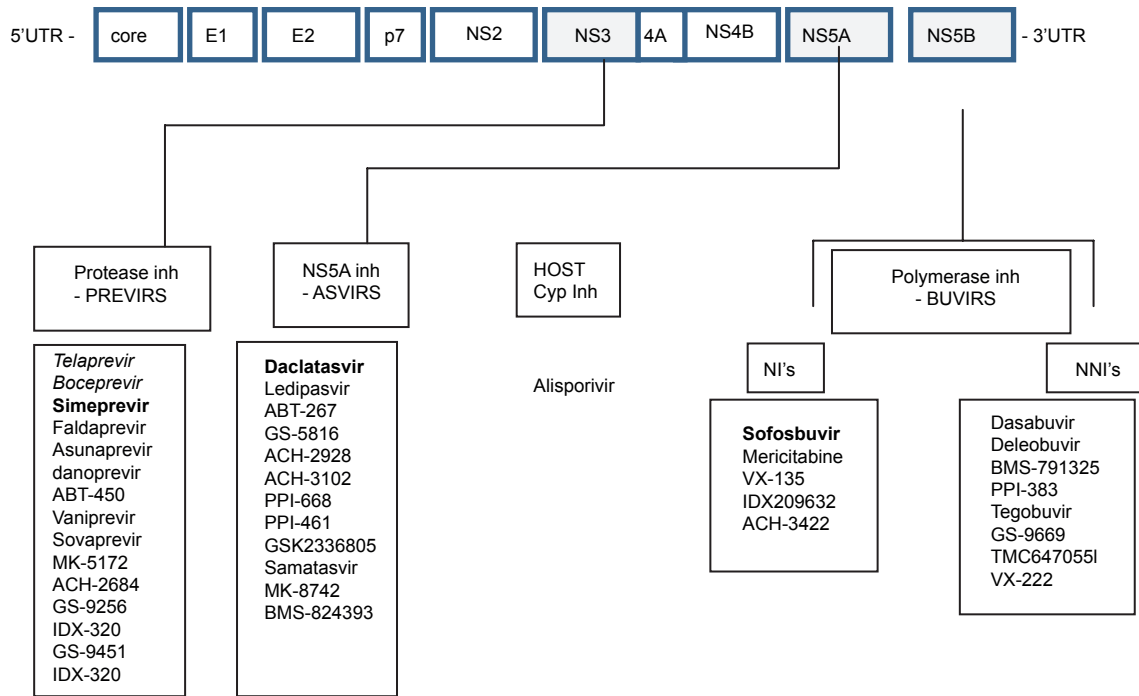 5'UTR - core E1 E2 p7 NS2 NS3 4A NS4B NS5A NS5B - 3'UTR
Protease inh
- PREVIRS
NS5A inh
- ASVIRS
HOST
Cyp Inh
Polymerase inh
- BUVIRS
NI's
NNI's
Telaprevir
Boceprevir
Simeprevir
Faldaprevir
Asunaprevir
danoprevir
ABT-450
Vaniprevir
Sovaprevir
MK-5172
ACH-2684
GS-9256
IDX-320
GS-9451
IDX-320
Daclatasvir
Ledipasvir
ABT-267
GS-5816
ACH-2928
ACH-3102
PPI-668
PPI-461
GSK2336805
Samatasvir
MK-8742
BMS-824393
Alisporivir
Sofosbuvir
Mericitabine
VX-135
IDX209632
ACH-3422
Dasabuvir
Deleobuvir
BMS-791325
PPI-383
Tegobuvir
GS-9669
TMC647055I
VX-222